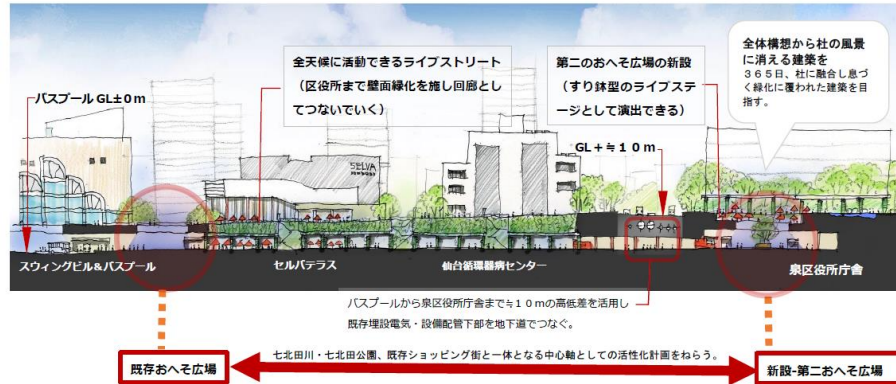 バスプール GL±0ｍ
全天候に活動できるライブストリート
（区役所まで壁面緑化を施し回廊とし
てつないでいく）
第二のおへそ広場の新設
（すり鉢型のライブステ
ージとして演出できる）
全体構想から杜の風景
に消える建築を
３６５日、杜に融合し息づ
く緑化に覆われた建築を目
指す。
GL＋≒１０ｍ
SELVA
スウィングビル＆バスプール
セルバテラス
仙台循環器病センター
泉区役所庁舎
バスプールから泉区役所庁舎まで≒１０ｍの高低差を活用し
既存埋設電気・設備配管下部を地下道でつなぐ。
七北田川・七北田公園、既存ショッピング街と一体となる中心軸としての活性化計画をねらう。
既存おへそ広場
新設-第二おへそ広場